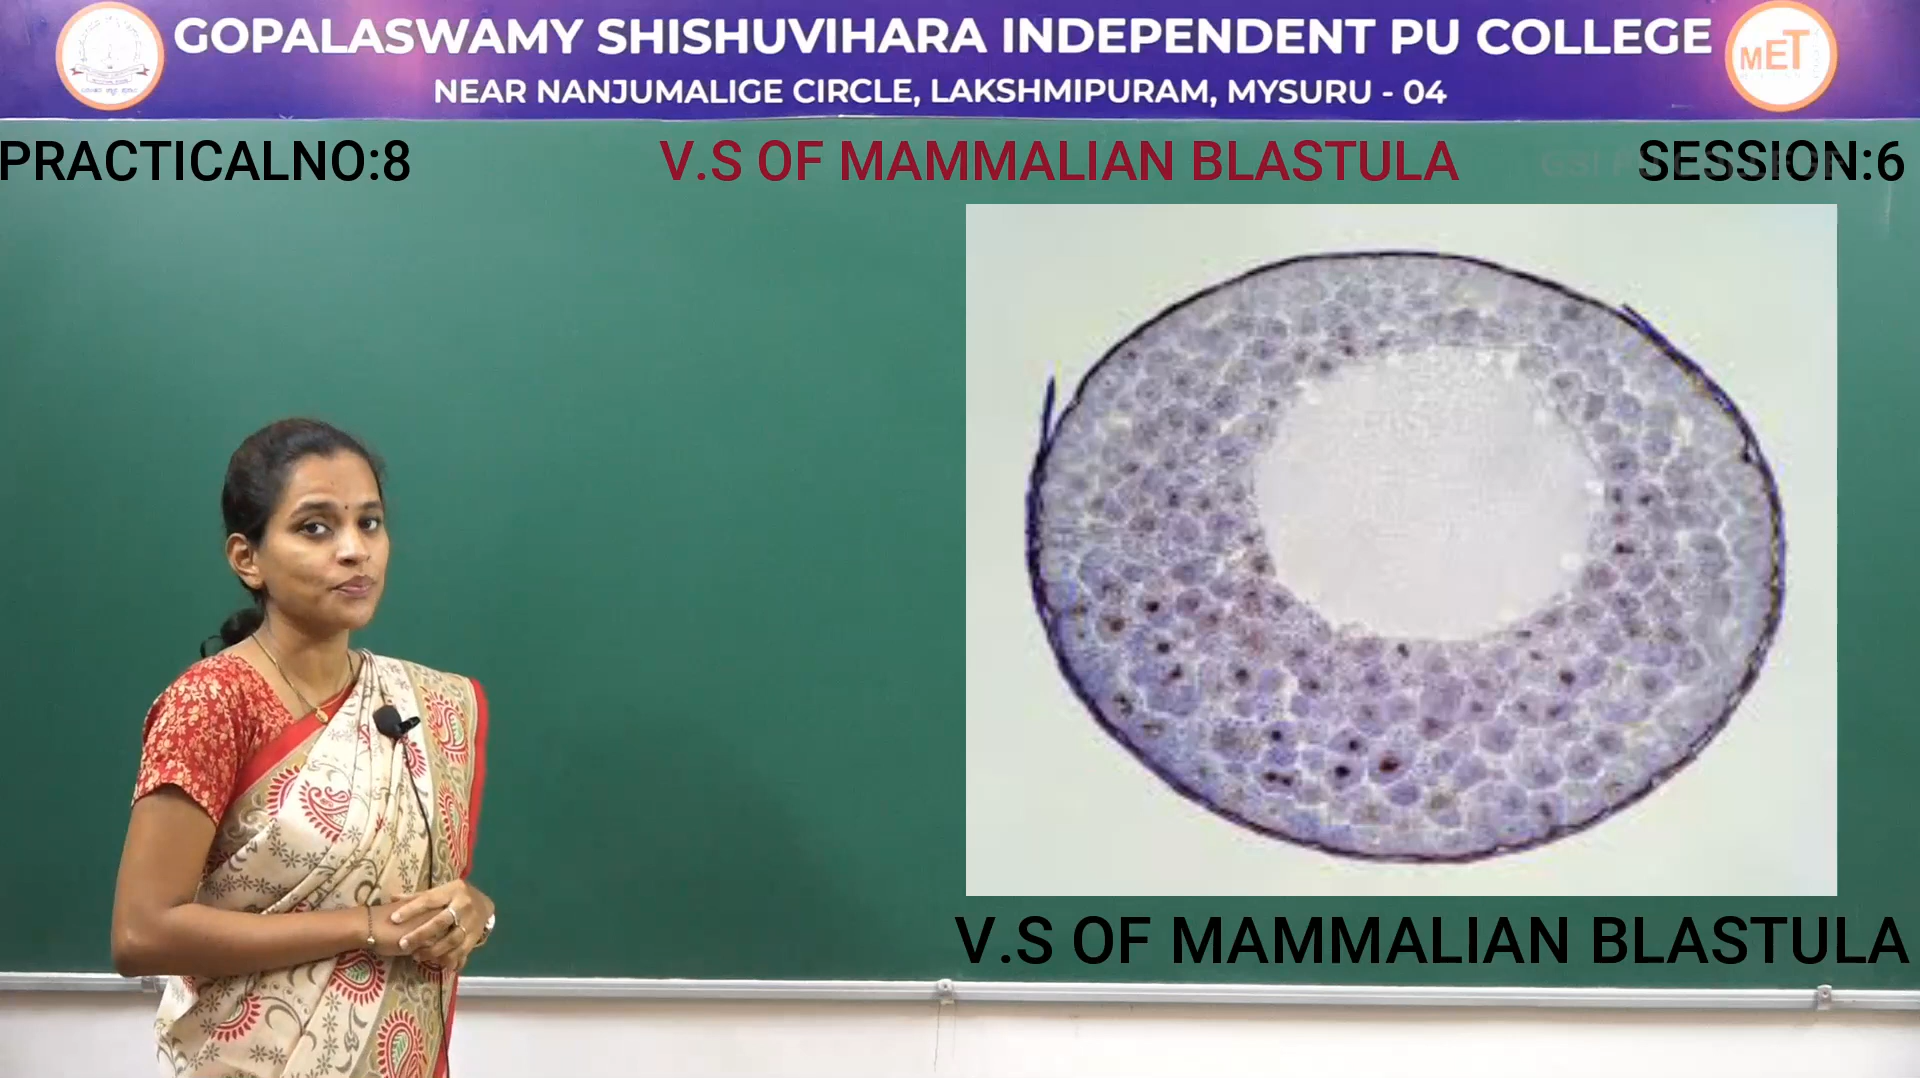 GOPALASWAMY SHISHUVIHARA INDEPENDENT PU COLLEGE
MET
NEAR NANJUMALIGE CIRCLE, LAKSHMIPURAM, MYSURU - 04
PRACTICALNO:8
V.S OF MAMMALIAN BLASTULA
SESSION:6
V.S OF MAMMALIAN BLASTULA